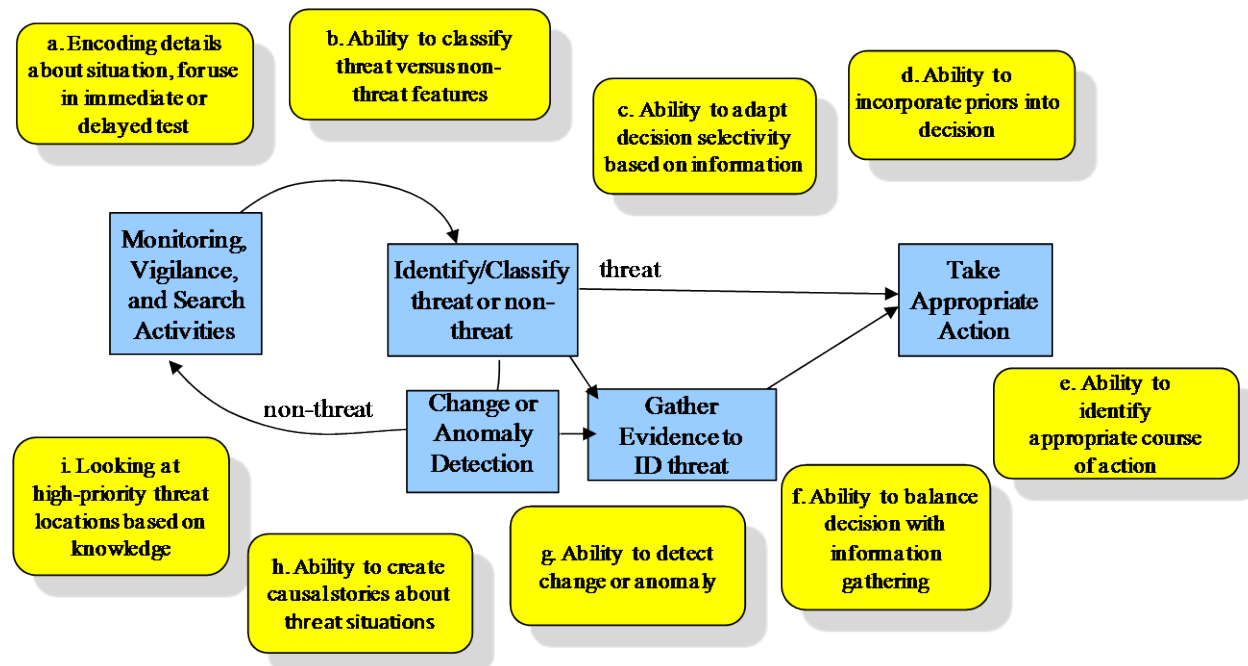 a. Encoding details
about situation, for use
in immediate or
delayed test
b. Ability to classify
threat versus non-
threat features
c. Ability to adapt
decision selectivity
based on information
d. Ability to
incorporate priors into
decision
Monitoring,
Vigilance,
and Search
Activities
Identify/Classify
threat or non-
threat
threat
Take
Appropriate
Action
non-threat
Change or
Anomaly
Detection
Gather
Evidence to
ID threat
e. Ability to
identify
appropriate course
of action
i. Looking at
high-priority threat
locations based on
knowledge
h. Ability to create
causal stories about
threat situations
g. Ability to detect
change or anomaly
f. Ability to balance
decision with
information
gathering